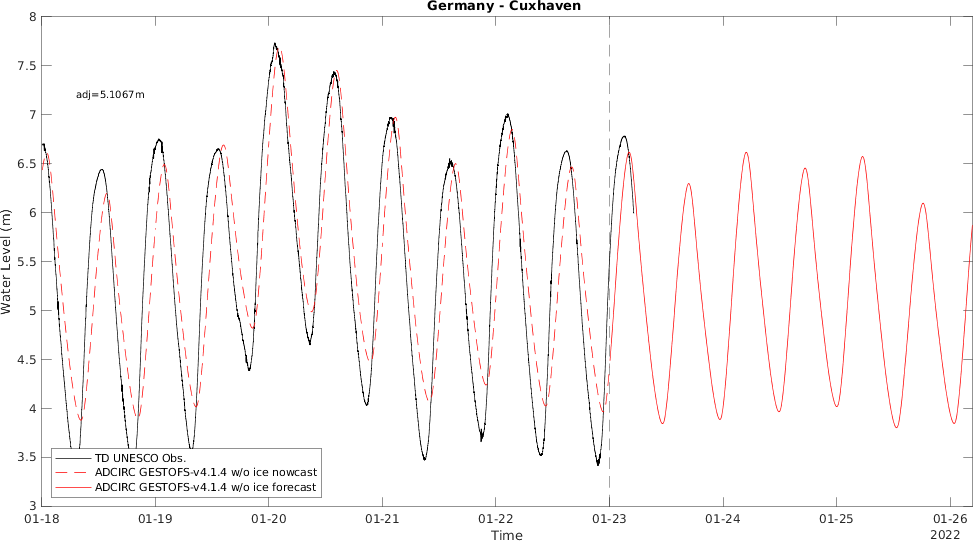 Germany - Cuxhaven
8
7.5
7
6.5
6
5.5
5
4.5
4
3.5
3
Water Level (m)
adj=5.1067m
TD UNESCO Obs.
ADCIRC GESTOFS-v4.1.4 w/o ice nowcast
ADCIRC GESTOFS-v4.1.4 w/o ice forecast
01-18 01-19 01-20 01-21 01-22 01-23 01-24 01-25 01-26
Time
2022